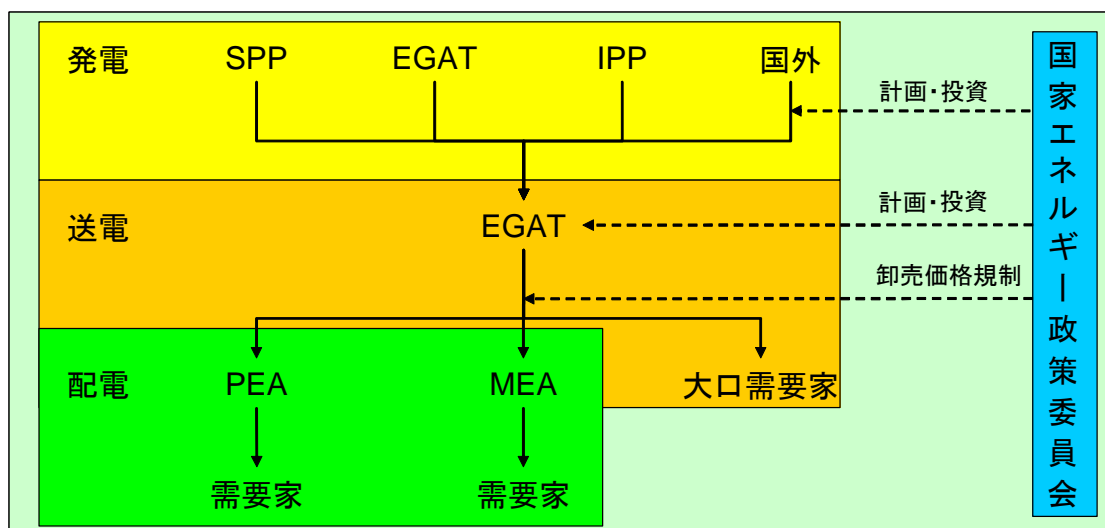 発電 SPP EGAT IPP 国外
計画・投資
送電 EGAT
計画・投資
卸売価格規制
配電 PEA MEA 大口需要家
需要家 需要家
国家エネルギー政策委員会